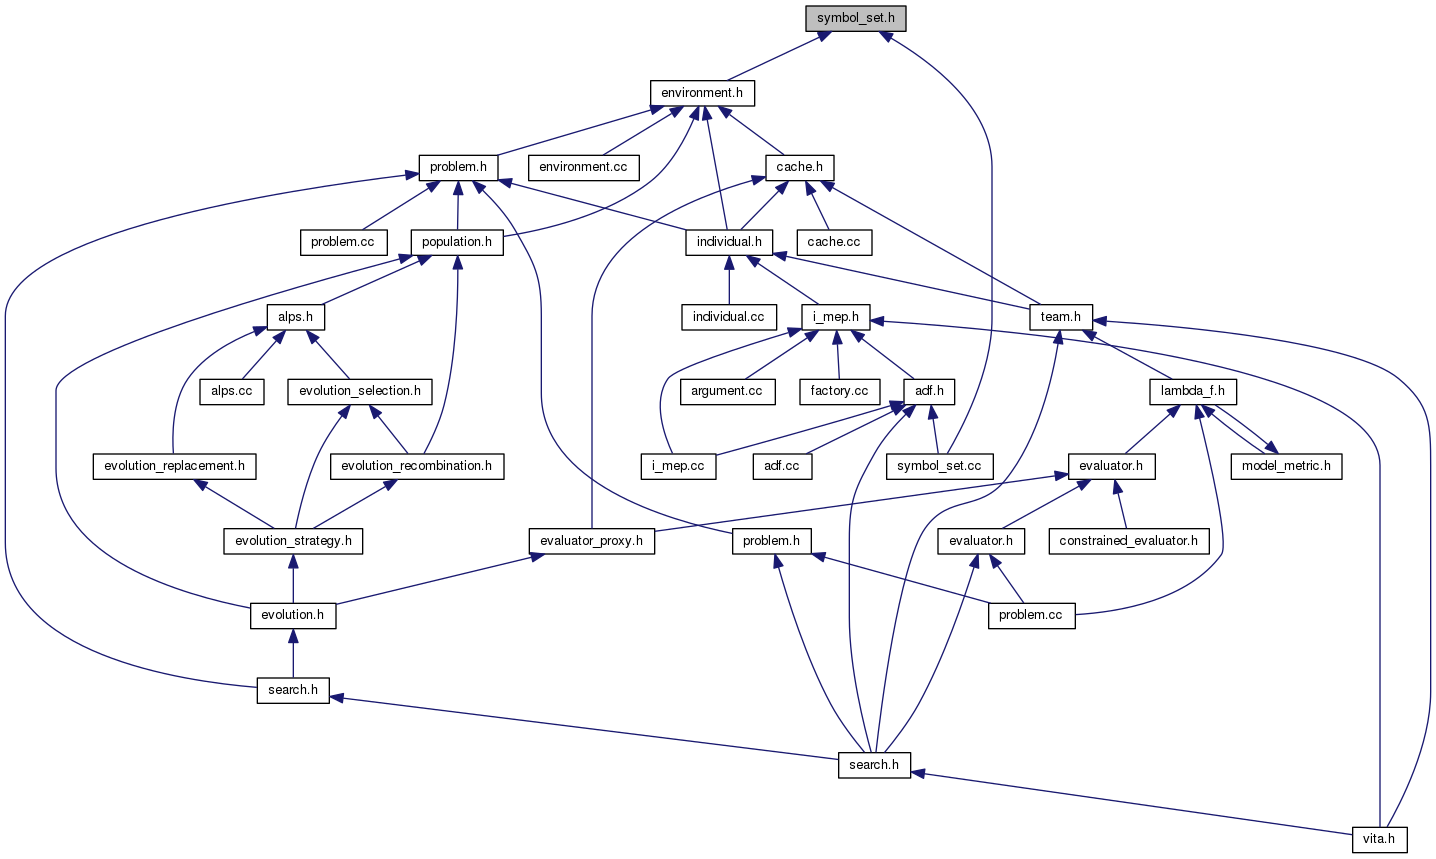 symbol_set.h
environment.h
problem.h
environment.cc
cache.h
problem.cc
population.h
individual.h
cache.cc
alps.h
individual.cc
i_mep.h
team.h
alps.cc
evolution_selection.h
argument.cc
factory.cc
adf.h
lambda_f.h
evolution_replacement.h
evolution_recombination.h
i_mep.cc
adf.cc
symbol_set.cc
evaluator.h
model_metric.h
evolution_strategy.h
evaluator_proxy.h
problem.h
evaluator.h
constrained_evaluator.h
evolution.h
problem.cc
search.h
search.h
vita.h